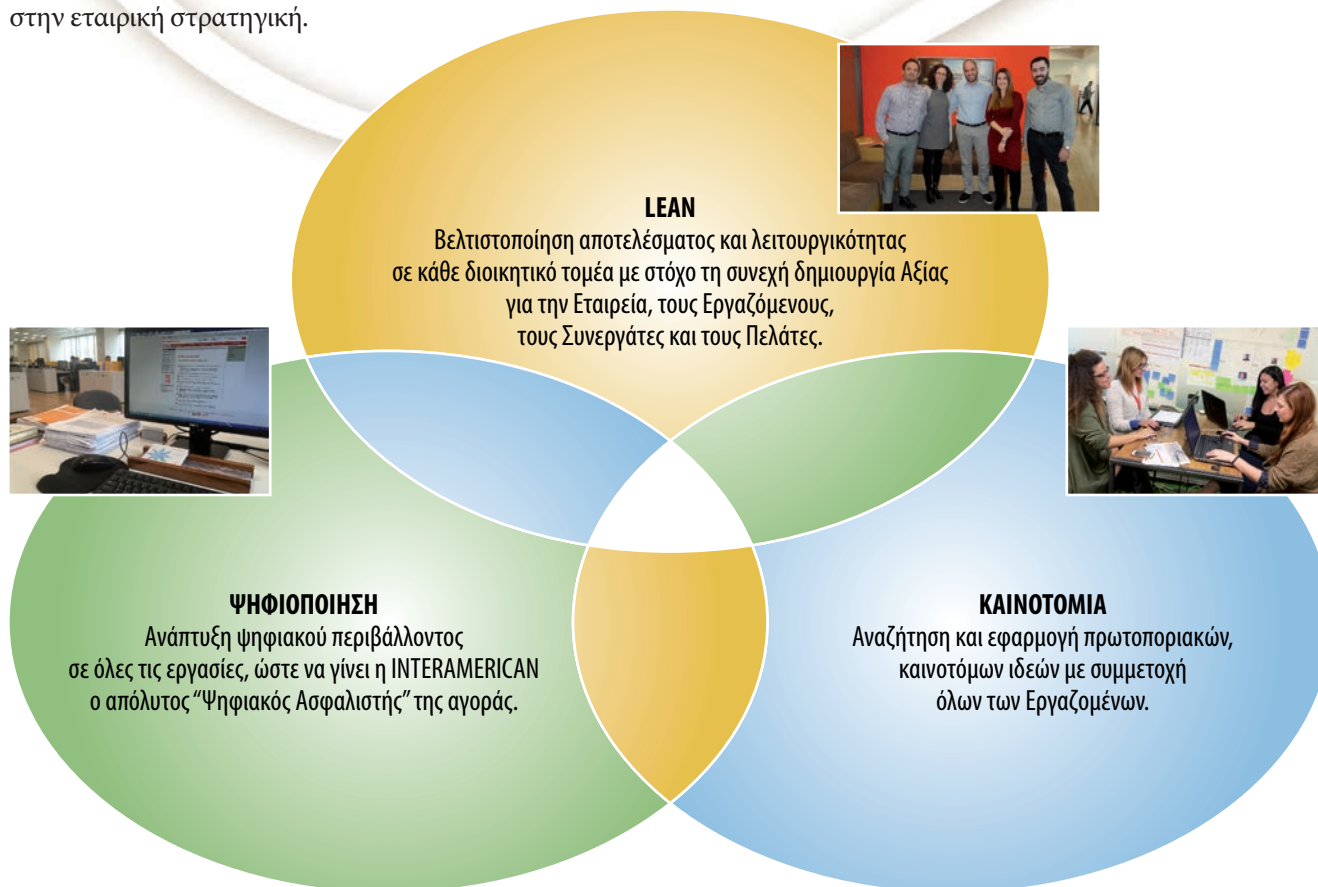 στην εταιρική στρατηγική.
LEAN
Βελτιστοποίηση αποτελέσματος και λειτουργικότητας
σε κάθε διοικητικό τομέα με στόχο τη συνεχή δημιουργία Αξίας
για την Εταιρεία, τους Εργαζόμενους,
τους Συνεργάτες και τους Πελάτες.
ΨΗΦΙΟΠΟΙΗΣΗ
Ανάπτυξη ψηφιακού περιβάλλοντος
σε όλες τις εργασίες, ώστε να γίνει η INTERAMERICAN
ο απόλυτος “Ψηφιακός Ασφαλιστής” της αγοράς.
ΚΑΙΝΟΤΟΜΙΑ
Αναζήτηση και εφαρμογή πρωτοποριακών,
καινοτόμων ιδεών με συμμετοχή
όλων των Εργαζομένων.